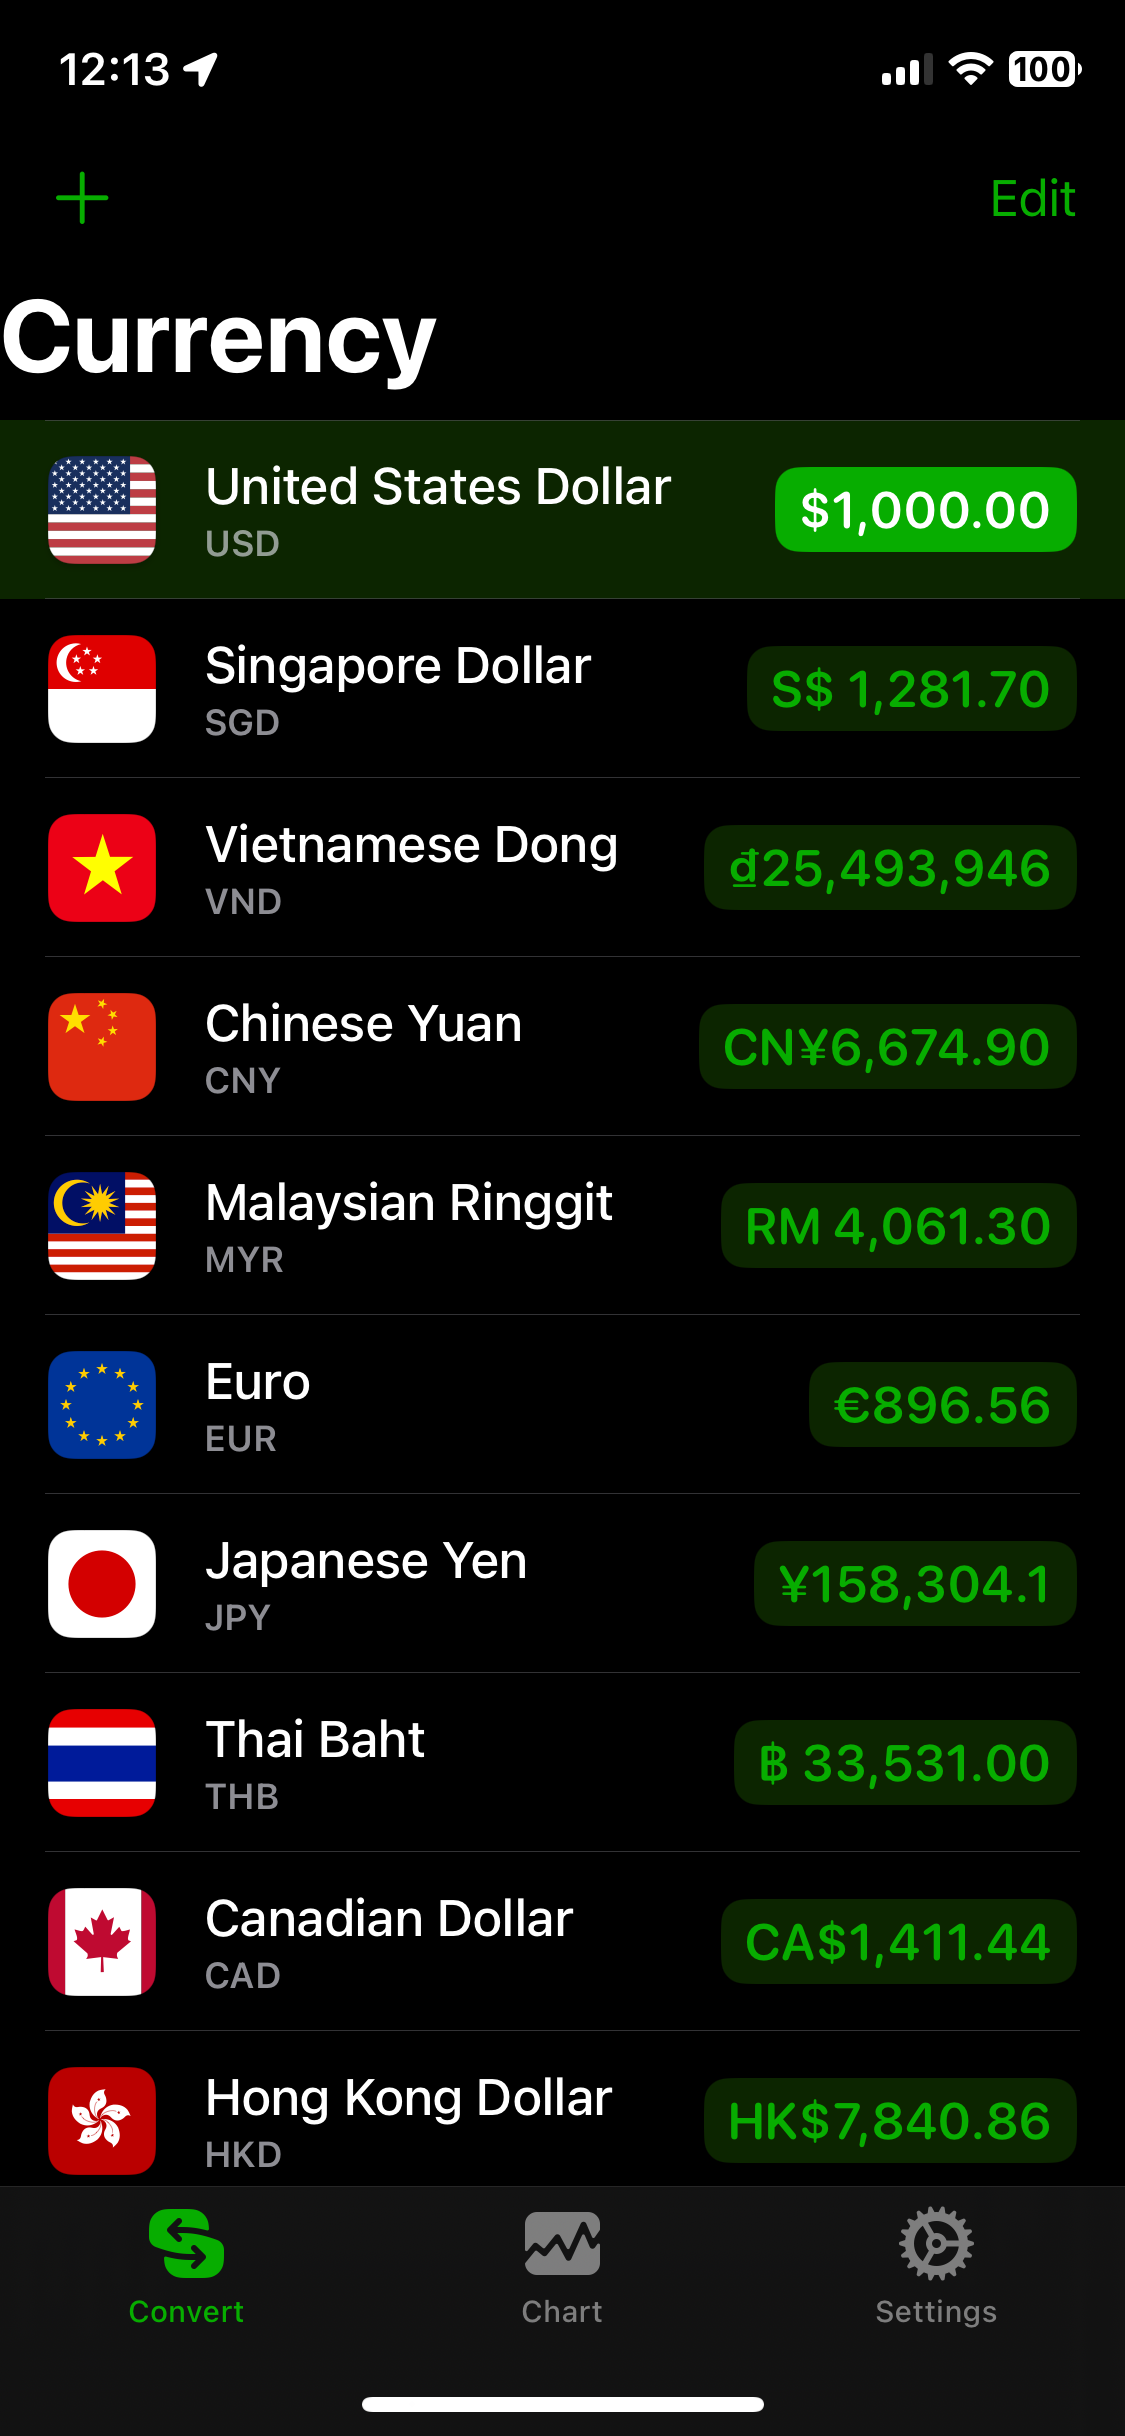 12:13
100
Edit
Currency
United States Dollar
USD
$1,000.00
Singapore Dollar
SGD
S$ 1,281.70
Vietnamese Dong
VND
₫25,493,946
Chinese Yuan
CNY
CN¥6,674.90
Malaysian Ringgit
MYR
RM 4,061.30
Euro
EUR
€896.56
Japanese Yen
JPY
¥158,304.1
Thai Baht
THB
฿ 33,531.00
Canadian Dollar
CAD
CA$1,411.44
Hong Kong Dollar
HKD
HK$7,840.86
Convert
Chart
Settings